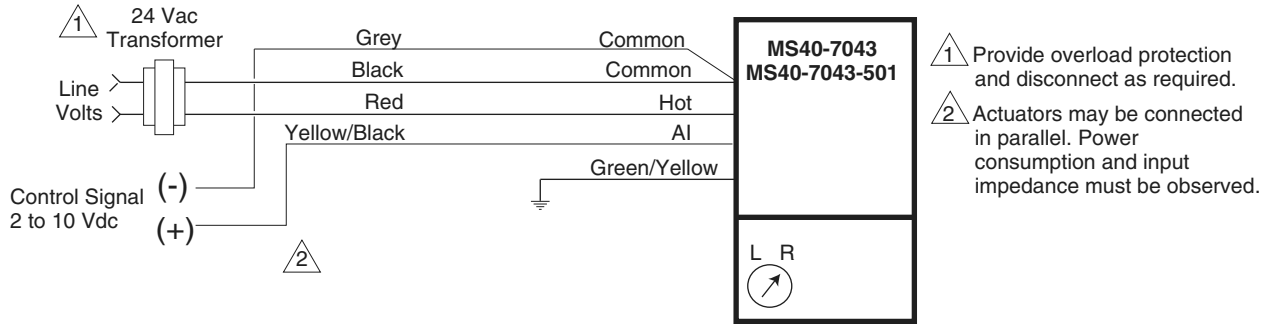 1
24 Vac
Transformer
Line
Volts
Grey
Common
Black
Common
Red
Hot
Yellow/Black
AI
Green/Yellow
Control Signal
2 to 10 Vdc
(-)
(+)
2
MS40-7043
MS40-7043-501
L R
1 Provide overload protection
and disconnect as required.
2 Actuators may be connected
in parallel. Power
consumption and input
impedance must be observed.